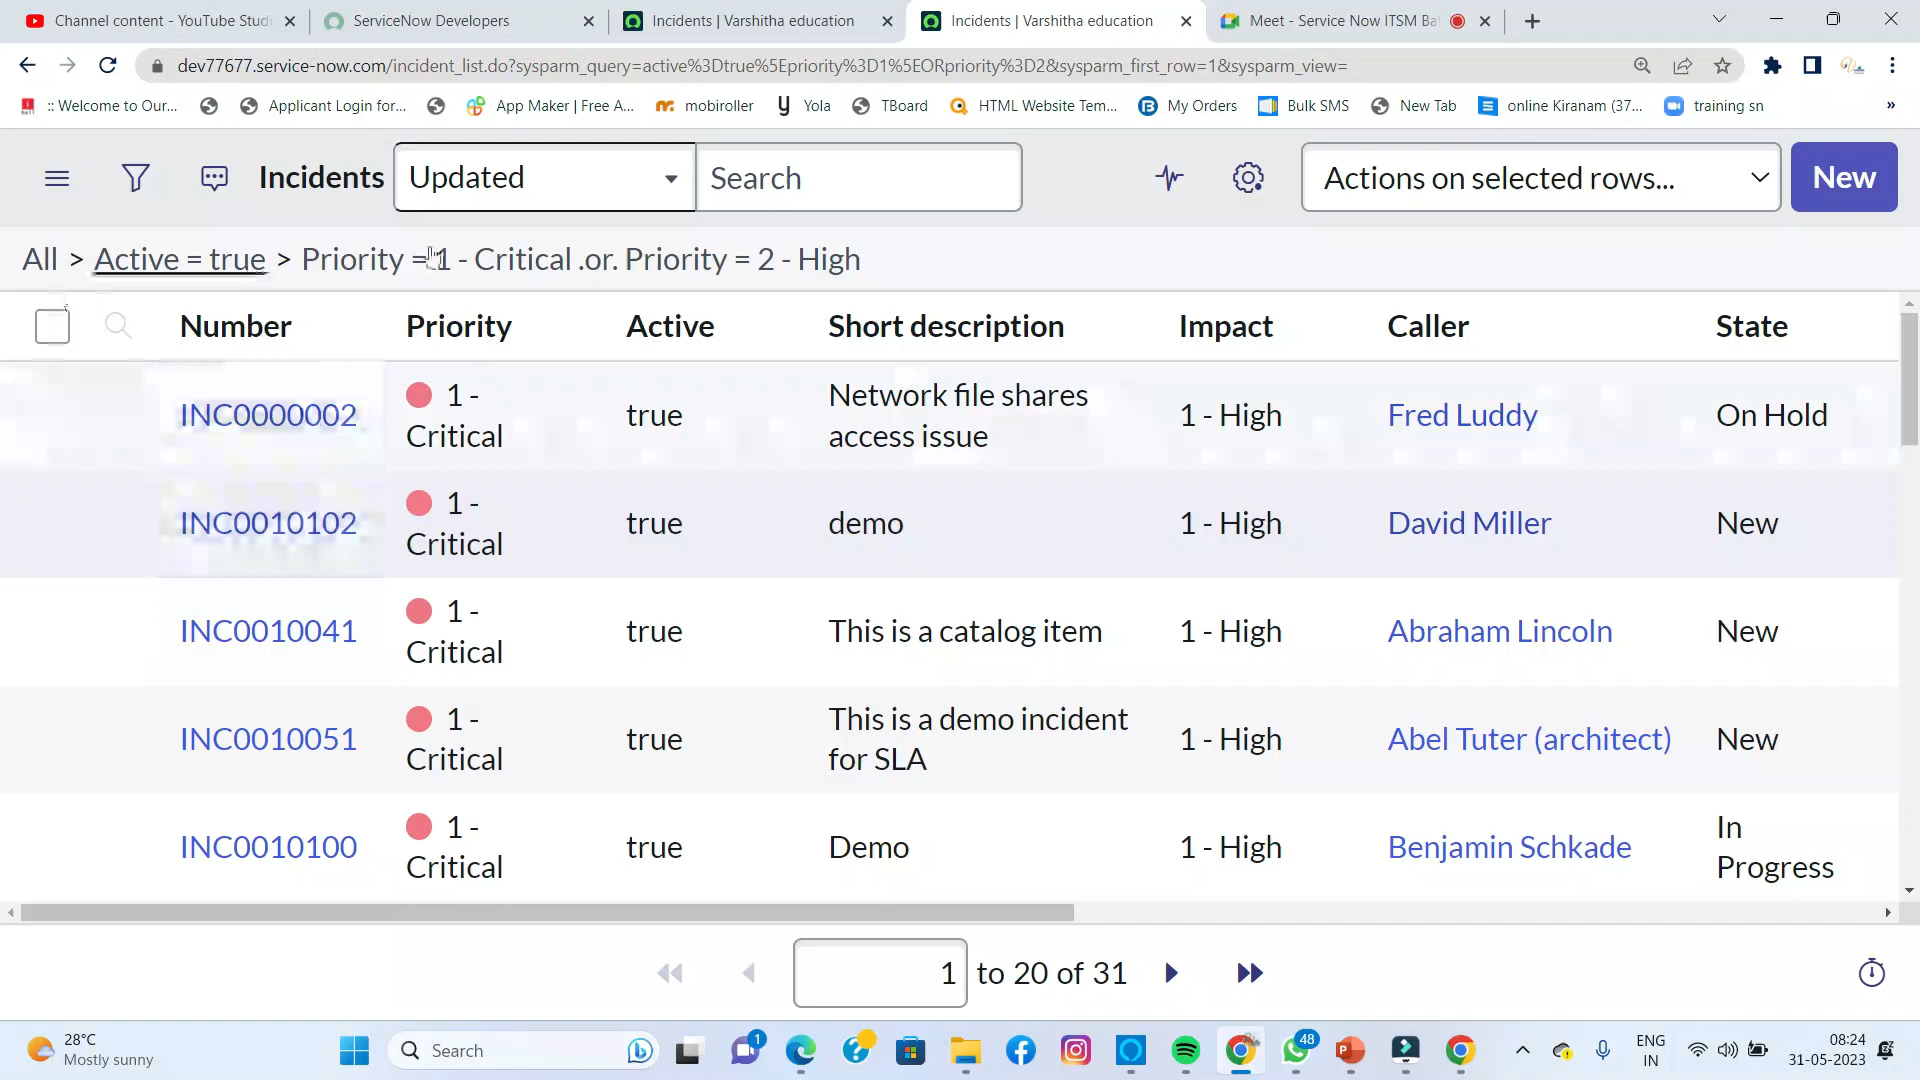 Channel content - YouTube Studi
ServiceNow Developers
Incidents | Varshitha education
Incidents | Varshitha education
Meet - Service Now ITSM Ba
dev77677.service-now.com/incident_list.do?sysparm_query=active%3Dtrue%5Epriority%3D1%5EORpriority%3D2&sysparm_first_row=1&sysparm_view=
:: Welcome to Our...
Applicant Login for...
App Maker | Free A...
mobiroller
Yola
TBoard
HTML Website Tem...
My Orders
Bulk SMS
New Tab
online Kiranam (37...
training sn
»
Incidents
Updated
Search
Actions on selected rows...
New
All > Active = true > Priority = 1 - Critical .or. Priority = 2 - High
Number Priority Active Short description Impact Caller State
INC0000002 1 - Critical true Network file shares access issue 1 - High Fred Luddy On Hold
INC0010102 1 - Critical true demo 1 - High David Miller New
INC0010041 1 - Critical true This is a catalog item 1 - High Abraham Lincoln New
INC0010051 1 - Critical true This is a demo incident for SLA 1 - High Abel Tuter (architect) New
INC0010100 1 - Critical true Demo 1 - High Benjamin Schkade In Progress
1 to 20 of 31
28°C
Mostly sunny
Search
1
48
ENG
IN
08:24
31-05-2023